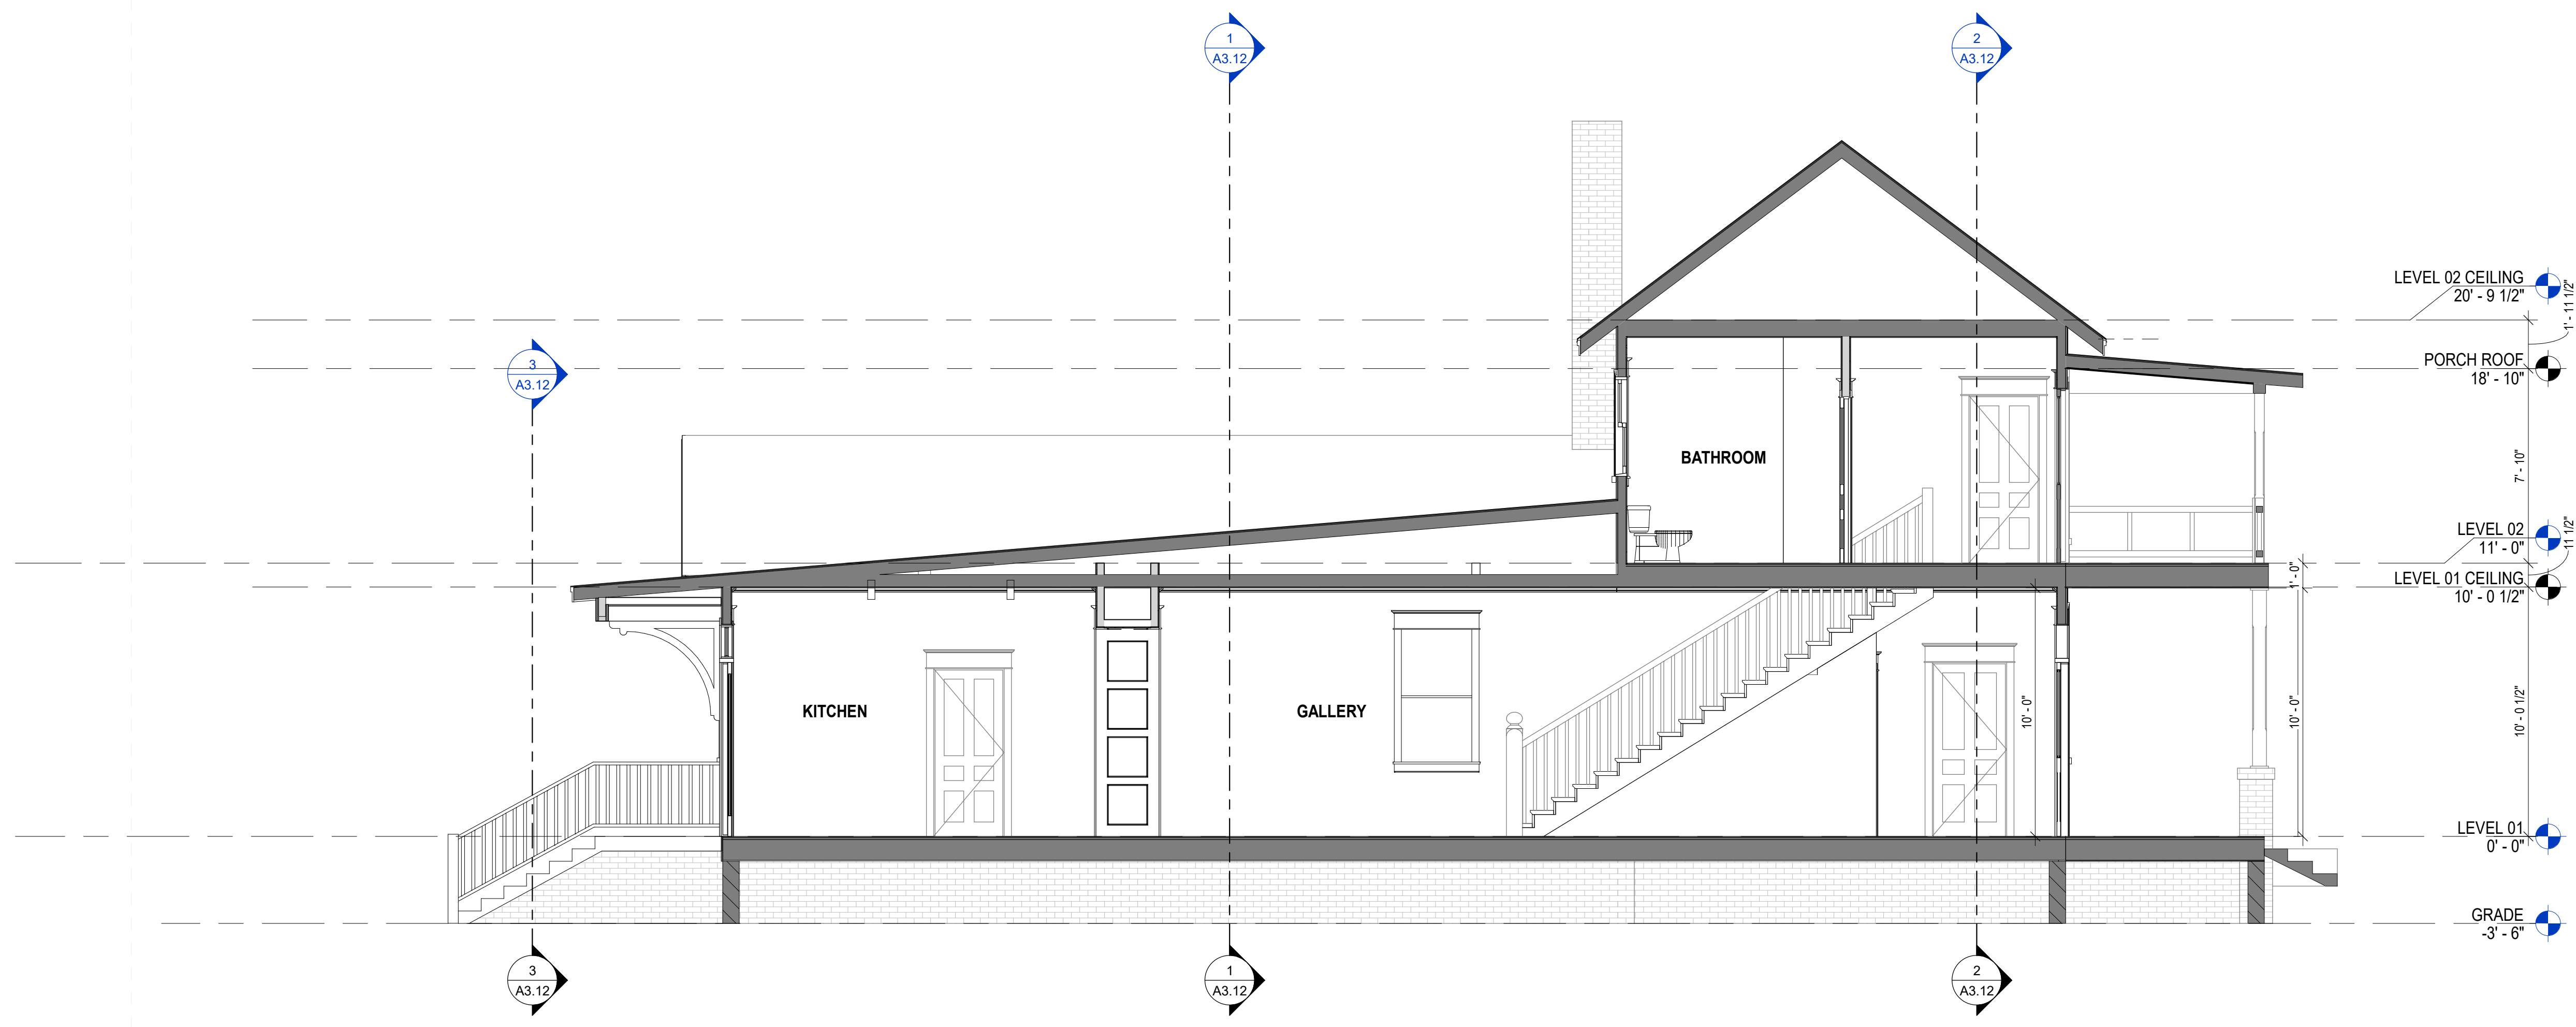 1
A3.12
2
A3.12
LEVEL 02 CEILING
20' - 9 1/2"
1' - 11 1/2"
3
A3.12
PORCH ROOF
18' - 10"
BATHROOM
7' - 10"
LEVEL 02
11' - 0"
11 1/2"
LEVEL 01 CEILING
10' - 0 1/2"
1' - 0"
KITCHEN
GALLERY
10' - 0"
10' - 0"
10' - 0 1/2"
LEVEL 01
0' - 0"
GRADE
-3' - 6"
3
A3.12
1
A3.12
2
A3.12